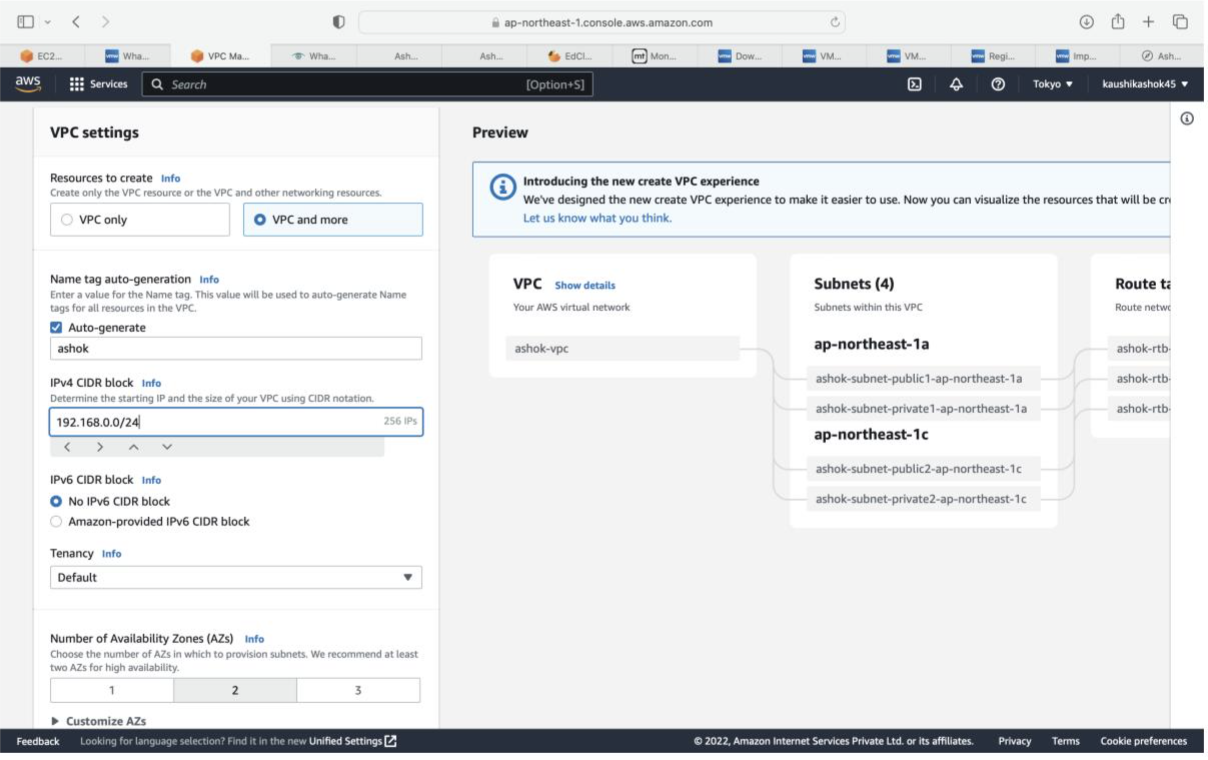 ap-northeast-1.console.aws.amazon.com
EC2...
Wha...
VPC Ma...
Wha...
Ash...
Ash...
EdCl...
mf Mon...
Dow...
VM...
VM...
Regi...
Imp...
Ash...
aws
Services
Search
[Option+S]
Tokyo
kaushikashok45
VPC settings
Resources to create Info
Create only the VPC resource or the VPC and other networking resources.
VPC only
VPC and more
Name tag auto-generation Info
Enter a value for the Name tag. This value will be used to auto-generate Name
tags for all resources in the VPC.
Auto-generate
ashok
IPv4 CIDR block Info
Determine the starting IP and the size of your VPC using CIDR notation.
192.168.0.0/24
256 IPs
IPv6 CIDR block Info
No IPv6 CIDR block
Amazon-provided IPv6 CIDR block
Tenancy Info
Default
Number of Availability Zones (AZs) Info
Choose the number of AZs in which to provision subnets. We recommend at least
two AZs for high availability.
1
2
3
Customize AZs
Preview
Introducing the new create VPC experience
We've designed the new create VPC experience to make it easier to use. Now you can visualize the resources that will be cr
Let us know what you think.
VPC Show details
Your AWS virtual network
ashok-vpc
Subnets (4)
Subnets within this VPC
ap-northeast-1a
ashok-subnet-public1-ap-northeast-1a
ashok-subnet-private1-ap-northeast-1a
ap-northeast-1c
ashok-subnet-public2-ap-northeast-1c
ashok-subnet-private2-ap-northeast-1c
Route ta
Route netwo
ashok-rtb-
ashok-rtb-
ashok-rtb-
Feedback
Looking for language selection? Find it in the new Unified Settings
© 2022, Amazon Internet Services Private Ltd. or its affiliates.
Privacy
Terms
Cookie preferences